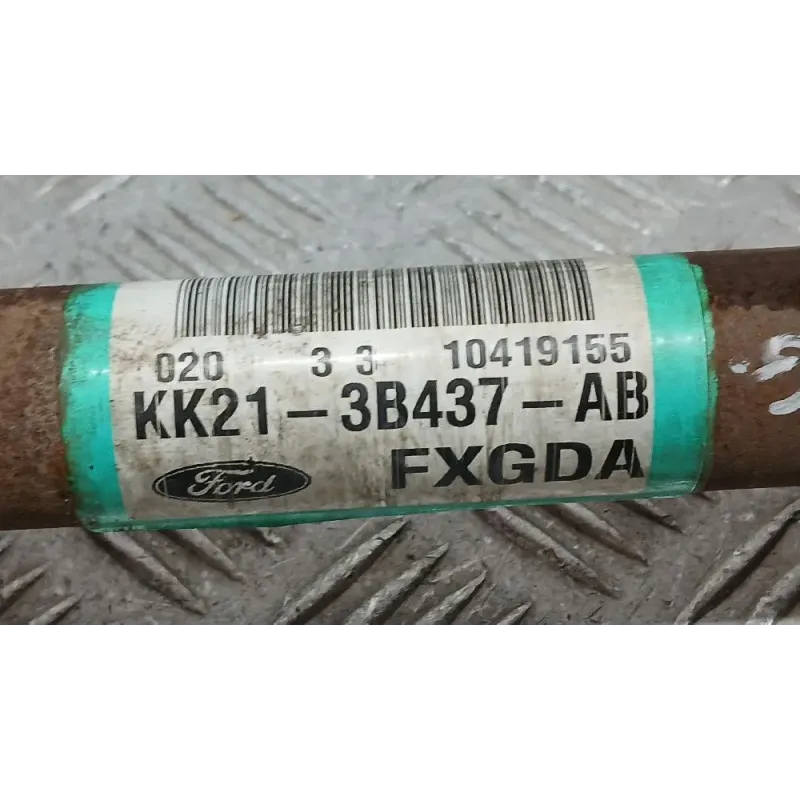 020 3 3 10419155
KK21-3B437-AB
Ford FXGDA